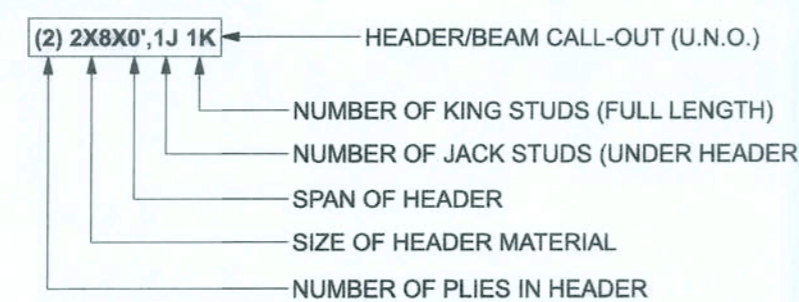 (2) 2X8X0',1J 1K HEADER/BEAM CALL-OUT (U.N.O.)
NUMBER OF KING STUDS (FULL LENGTH)
NUMBER OF JACK STUDS (UNDER HEADER
SPAN OF HEADER
SIZE OF HEADER MATERIAL
NUMBER OF PLIES IN HEADER